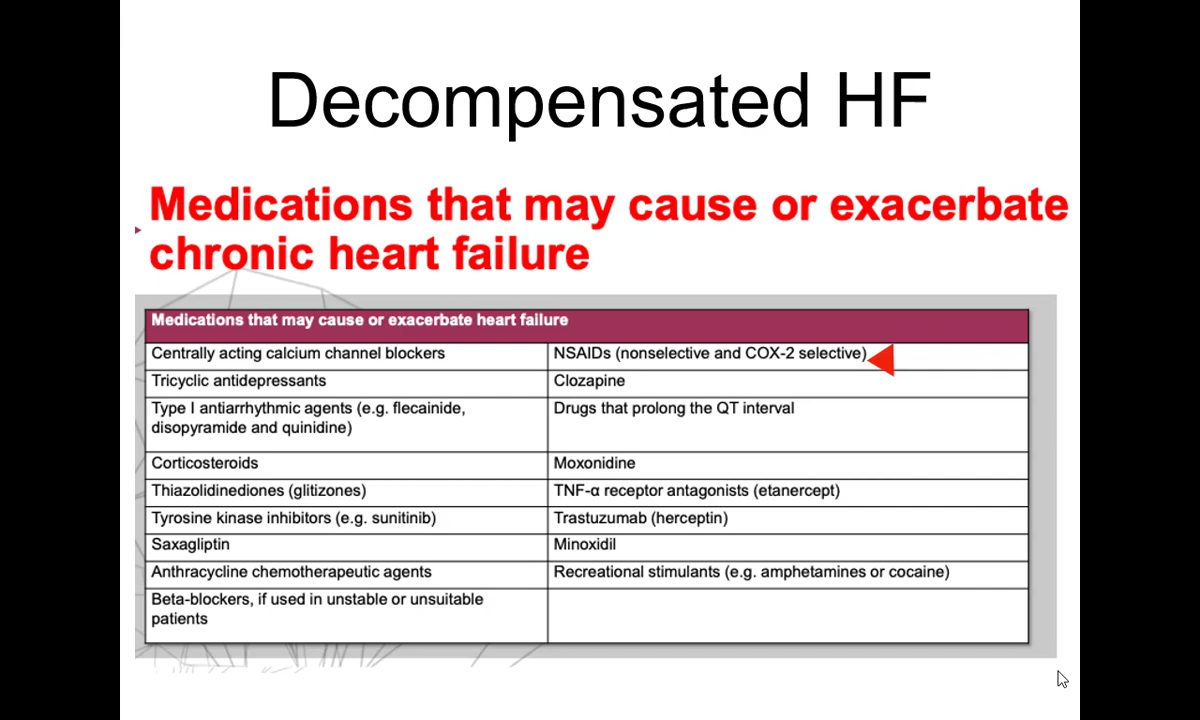 Decompensated HF
Medications that may cause or exacerbate
chronic heart failure
Medications that may cause or exacerbate heart failure
Centrally acting calcium channel blockers
NSAIDs (nonselective and COX-2 selective)
Tricyclic antidepressants
Clozapine
Type I antiarrhythmic agents (e.g. flecainide,
disopyramide and quinidine)
Drugs that prolong the QT interval
Corticosteroids
Moxonidine
Thiazolidinediones (glitizones)
TNF-α receptor antagonists (etanercept)
Tyrosine kinase inhibitors (e.g. sunitinib)
Trastuzumab (herceptin)
Saxagliptin
Minoxidil
Anthracycline chemotherapeutic agents
Recreational stimulants (e.g. amphetamines or cocaine)
Beta-blockers, if used in unstable or unsuitable
patients